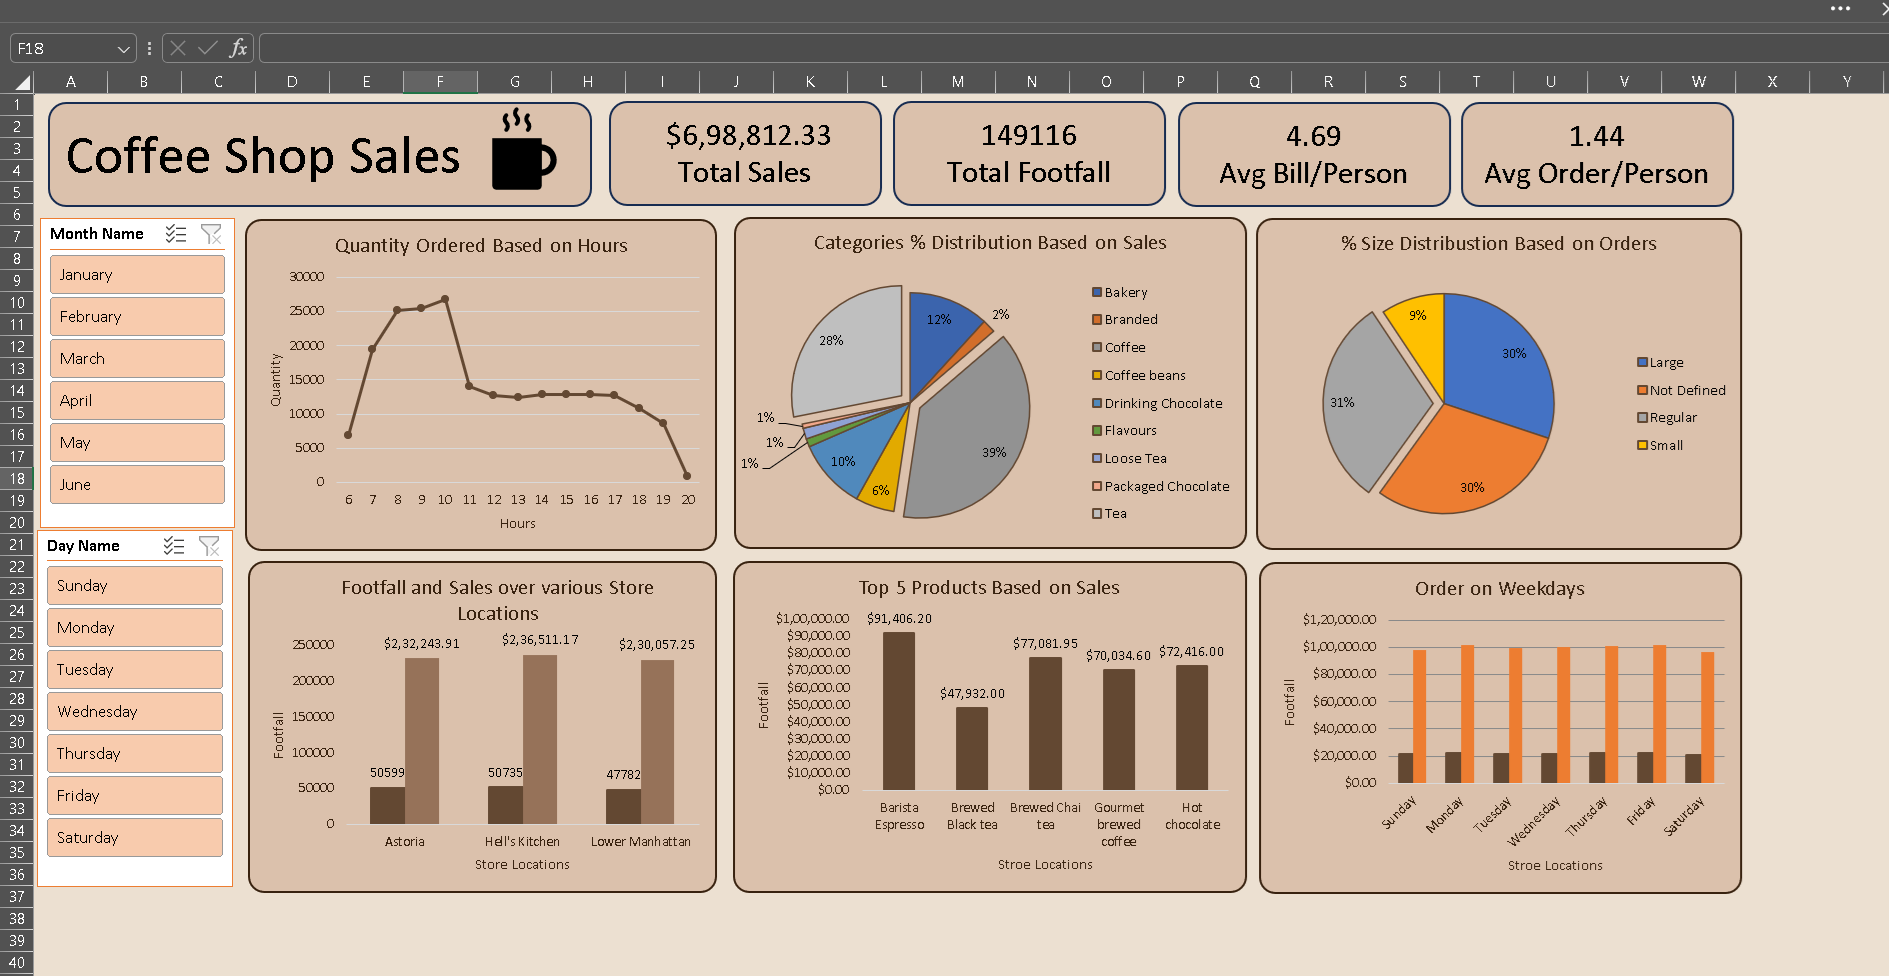 F18
fx
A B C D E F G H I J K L M N O P Q R S T U V W X Y
1
2
3
4
5
6
7
8
9
10
11
12
13
14
15
16
17
18
19
20
21
22
23
24
25
26
27
28
29
30
31
32
33
34
35
36
37
38
39
40
Coffee Shop Sales
$6,98,812.33
Total Sales
149116
Total Footfall
4.69
Avg Bill/Person
1.44
Avg Order/Person
Month Name
January
February
March
April
May
June
Day Name
Sunday
Monday
Tuesday
Wednesday
Thursday
Friday
Saturday
Quantity Ordered Based on Hours
30000
25000
20000
15000
10000
5000
0
Quantity
6 7 8 9 10 11 12 13 14 15 16 17 18 19 20
Hours
Categories % Distribution Based on Sales
12%
2%
28%
39%
1%
1%
1%
10%
6%
Bakery
Branded
Coffee
Coffee beans
Drinking Chocolate
Flavours
Loose Tea
Packaged Chocolate
Tea
% Size Distribustion Based on Orders
9%
30%
31%
30%
Large
Not Defined
Regular
Small
Footfall and Sales over various Store
Locations
250000
200000
150000
100000
50000
0
Footfall
$2,32,243.91
$2,36,511.17
$2,30,057.25
50599
50735
47782
Astoria Hell's Kitchen Lower Manhattan
Store Locations
Top 5 Products Based on Sales
$1,00,000.00
$90,000.00
$80,000.00
$70,000.00
$60,000.00
$50,000.00
$40,000.00
$30,000.00
$20,000.00
$10,000.00
$0.00
Footfall
$91,406.20
$47,932.00
$77,081.95
$70,034.60
$72,416.00
Barista
Espresso
Brewed
Black tea
Brewed Chai
tea
Gourmet
brewed
coffee
Hot
chocolate
Stroe Locations
Order on Weekdays
$1,20,000.00
$1,00,000.00
$80,000.00
$60,000.00
$40,000.00
$20,000.00
$0.00
Footfall
Sunday
Monday
Tuesday
Wednesday
Thursday
Friday
Saturday
Stroe Locations